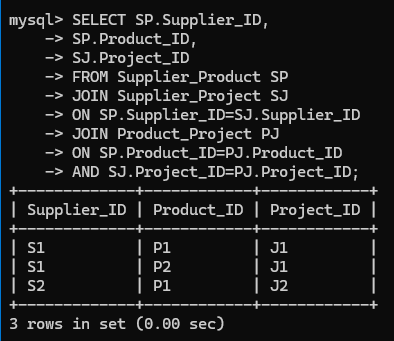 mysql> SELECT SP.Supplier_ID,
    -> SP.Product_ID,
    -> SJ.Project_ID
    -> FROM Supplier_Product SP
    -> JOIN Supplier_Project SJ
    -> ON SP.Supplier_ID=SJ.Supplier_ID
    -> JOIN Product_Project PJ
    -> ON SP.Product_ID=PJ.Product_ID
    -> AND SJ.Project_ID=PJ.Project_ID;
+-------------+------------+------------+
| Supplier_ID | Product_ID | Project_ID |
+-------------+------------+------------+
| S1          | P1         | J1         |
| S1          | P2         | J1         |
| S2          | P1         | J2         |
+-------------+------------+------------+
3 rows in set (0.00 sec)